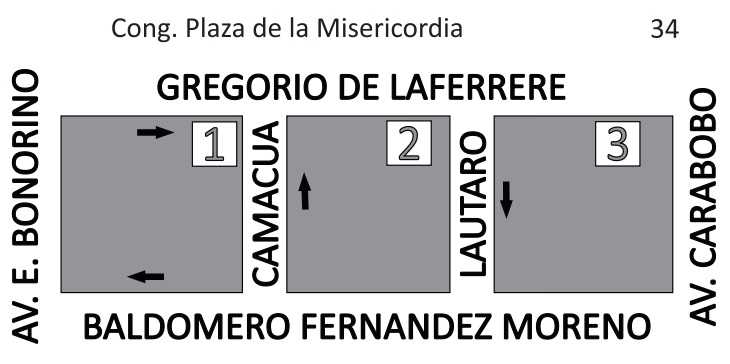 Cong. Plaza de la Misericordia 34
GREGORIO DE LAFERRERE
AV. E. BONORINO
1
CAMACUA
2
LAUTARO
3
AV. CARABOBO
BALDOMERO FERNANDEZ MORENO